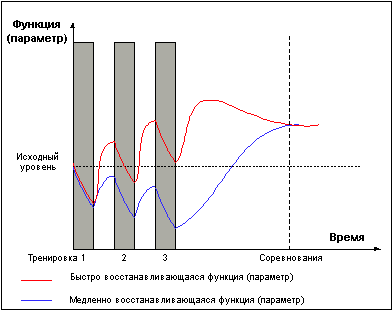 Функция
(параметр)
Исходный
уровень
Время
Тренировка 1 2 3 Соревнования
Быстро восстанавливающаяся функция (параметр)
Медленно восстанавливающаяся функция (параметр)